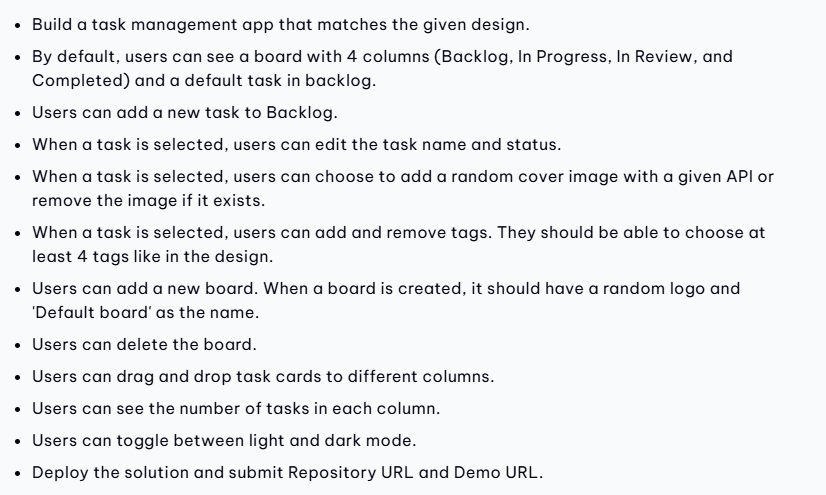 • Build a task management app that matches the given design.
• By default, users can see a board with 4 columns (Backlog, In Progress, In Review, and
Completed) and a default task in backlog.
• Users can add a new task to Backlog.
• When a task is selected, users can edit the task name and status.
• When a task is selected, users can choose to add a random cover image with a given API or
remove the image if it exists.
• When a task is selected, users can add and remove tags. They should be able to choose at
least 4 tags like in the design.
• Users can add a new board. When a board is created, it should have a random logo and
'Default board' as the name.
• Users can delete the board.
• Users can drag and drop task cards to different columns.
• Users can see the number of tasks in each column.
• Users can toggle between light and dark mode.
• Deploy the solution and submit Repository URL and Demo URL.